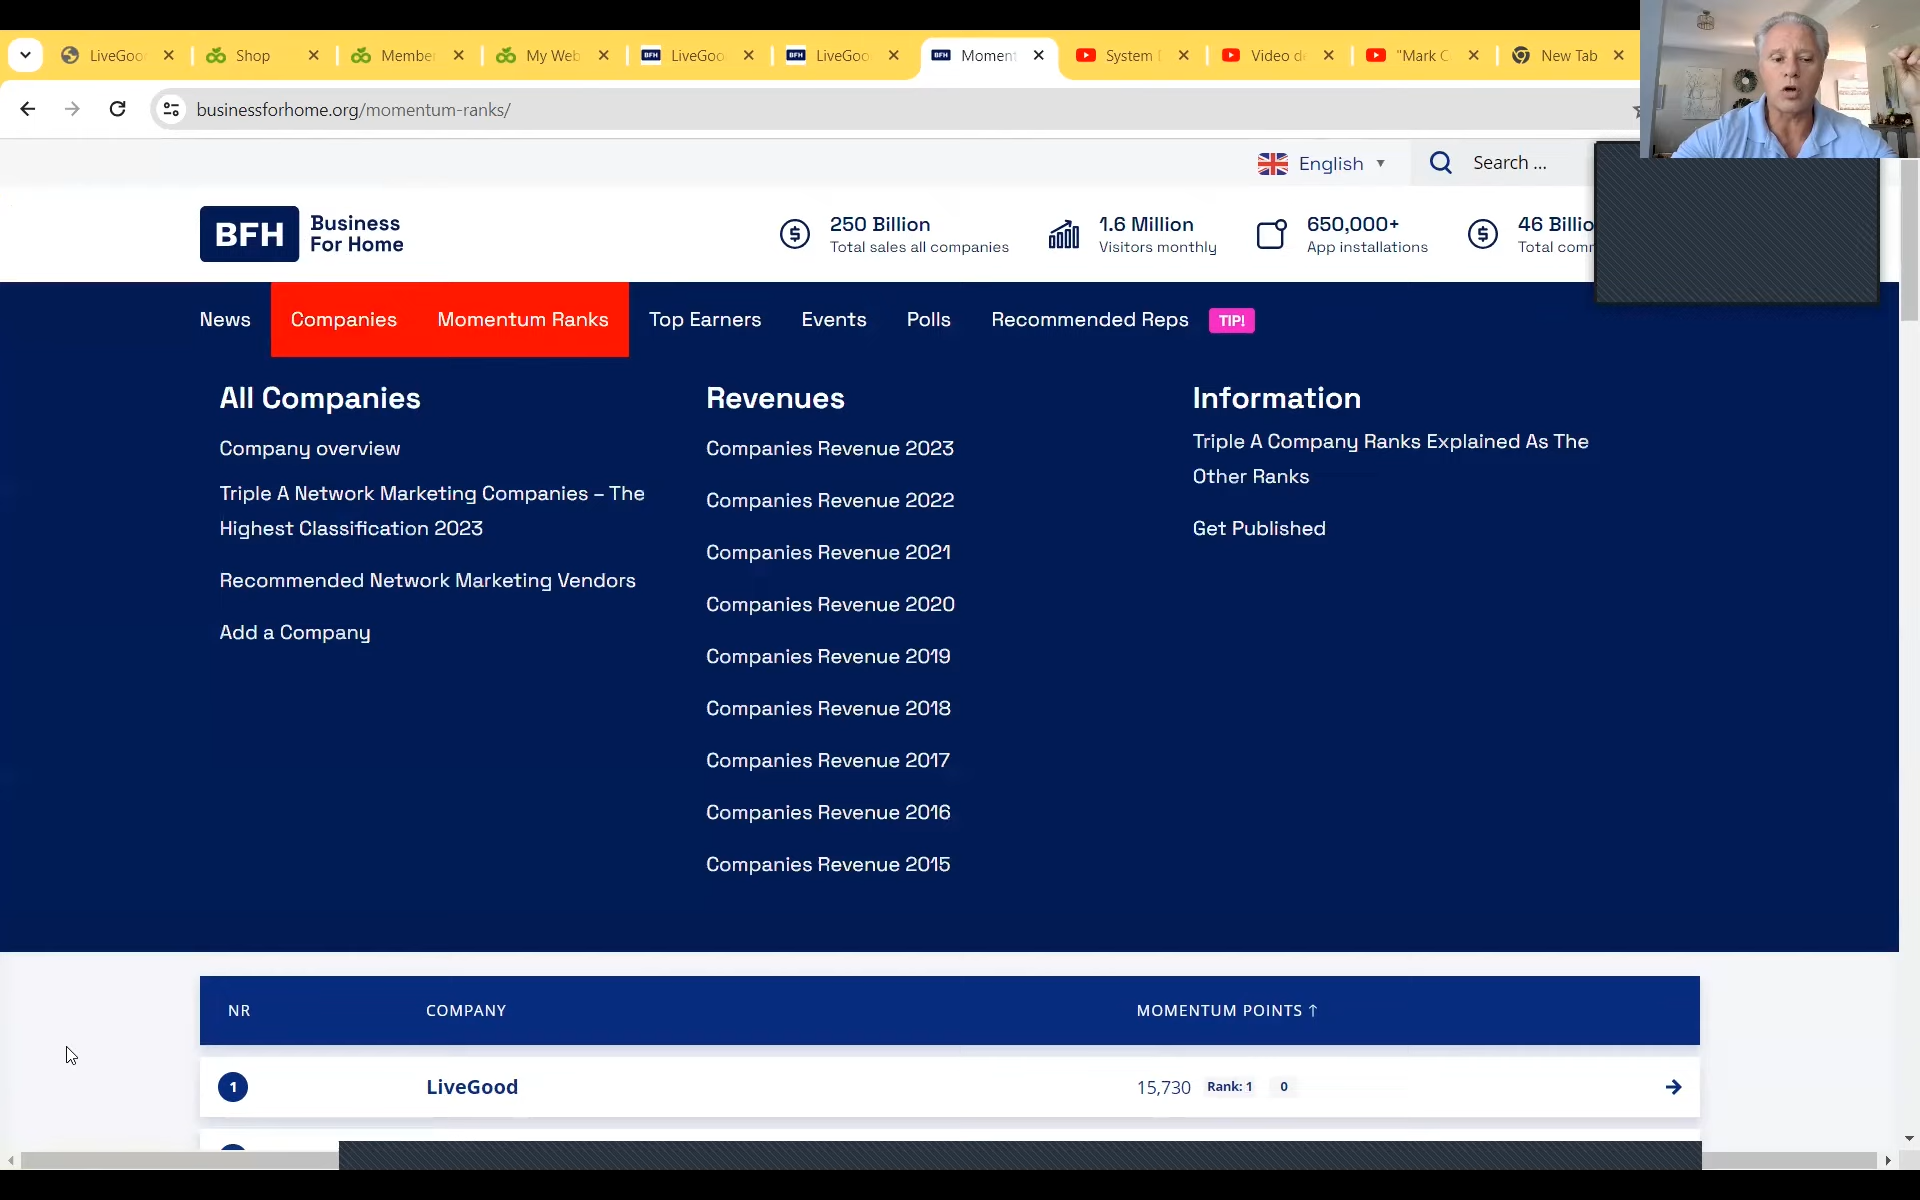 LiveGoo
Shop
Member
My Web
LiveGoo
LiveGoo
Moment
System
Video de
"Mark C
New Tab
businessforhome.org/momentum-ranks/
English
Search ...
BFH
Business
For Home
250 Billion
Total sales all companies
1.6 Million
Visitors monthly
650,000+
App installations
46 Billio
Total comr
News
Companies
Momentum Ranks
Top Earners
Events
Polls
Recommended Reps
TIP!
All Companies
Company overview
Triple A Network Marketing Companies – The
Highest Classification 2023
Recommended Network Marketing Vendors
Add a Company
Revenues
Companies Revenue 2023
Companies Revenue 2022
Companies Revenue 2021
Companies Revenue 2020
Companies Revenue 2019
Companies Revenue 2018
Companies Revenue 2017
Companies Revenue 2016
Companies Revenue 2015
Information
Triple A Company Ranks Explained As The
Other Ranks
Get Published
NR
COMPANY
MOMENTUM POINTS ↑
1
LiveGood
15,730
Rank: 1
0